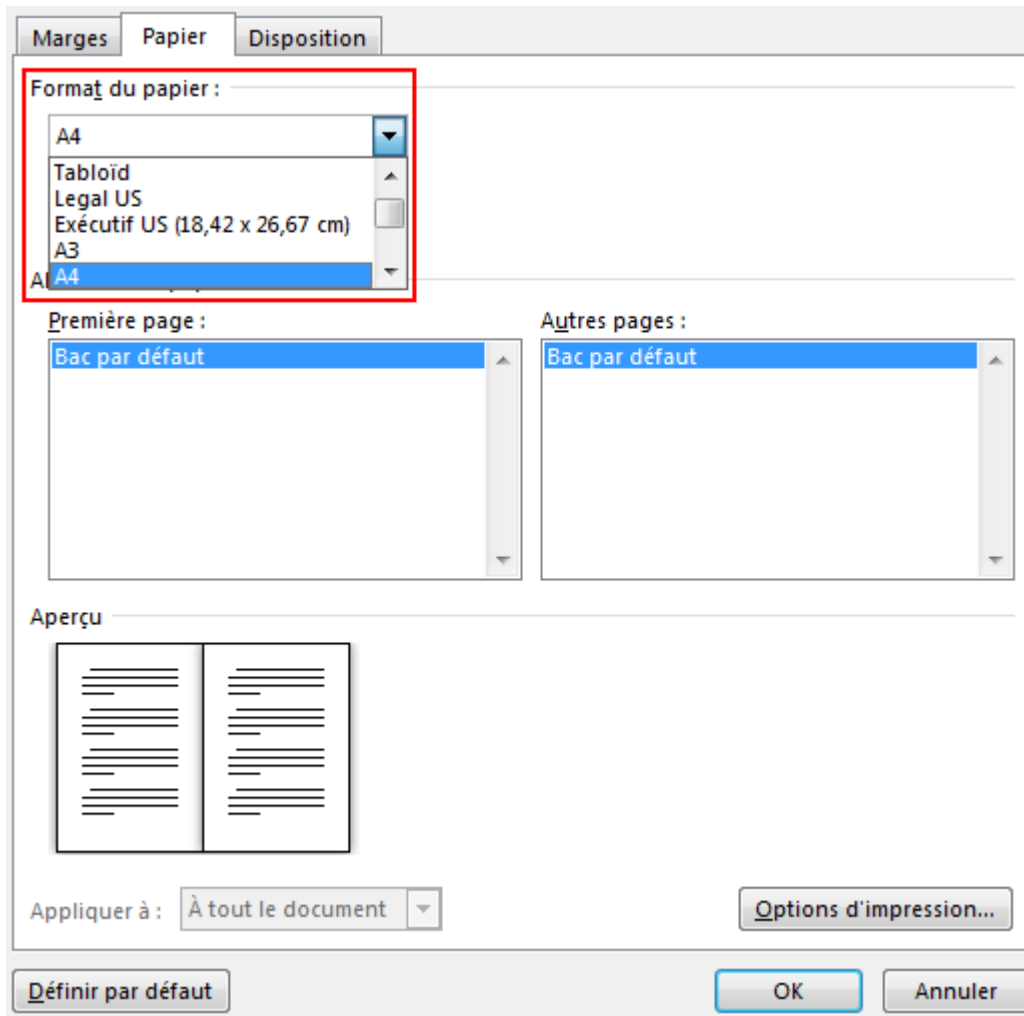 Marges Papier Disposition
Format du papier :
A4
Tabloïd
Legal US
Exécutif US (18,42 x 26,67 cm)
A3
A4
Première page :
Autres pages :
Bac par défaut
Bac par défaut
Aperçu
Appliquer à : À tout le document
Options d'impression...
Définir par défaut
OK
Annuler